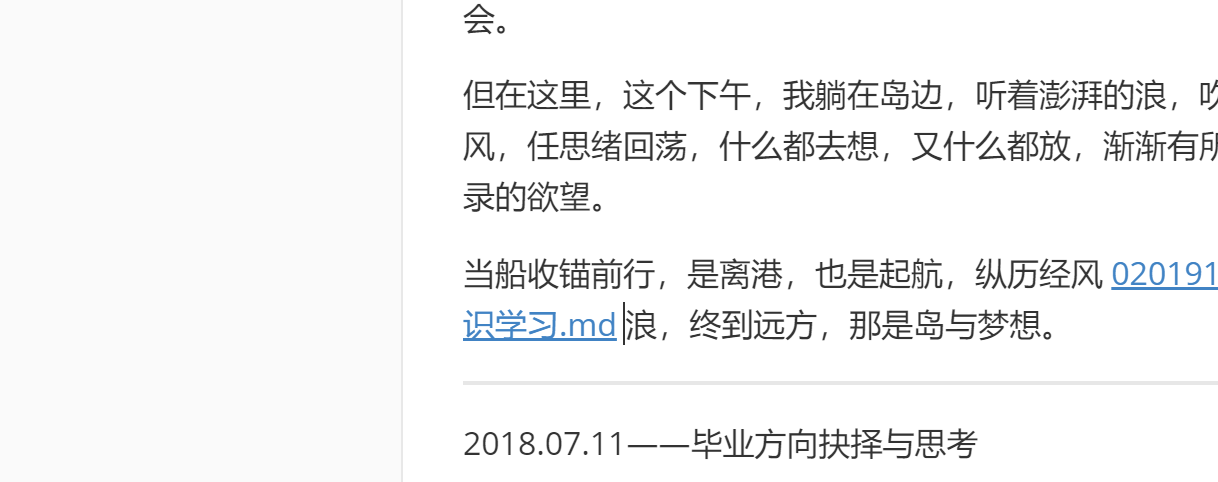 会。
但在这里，这个下午，我躺在岛边，听着澎湃的浪，吹
风，任思绪回荡，什么都去想，又什么都放，渐渐有所
录的欲望。
当船收锚前行，是离港，也是起航，纵历经风 020191
识学习.md 浪，终到远方，那是岛与梦想。
2018.07.11——毕业方向抉择与思考